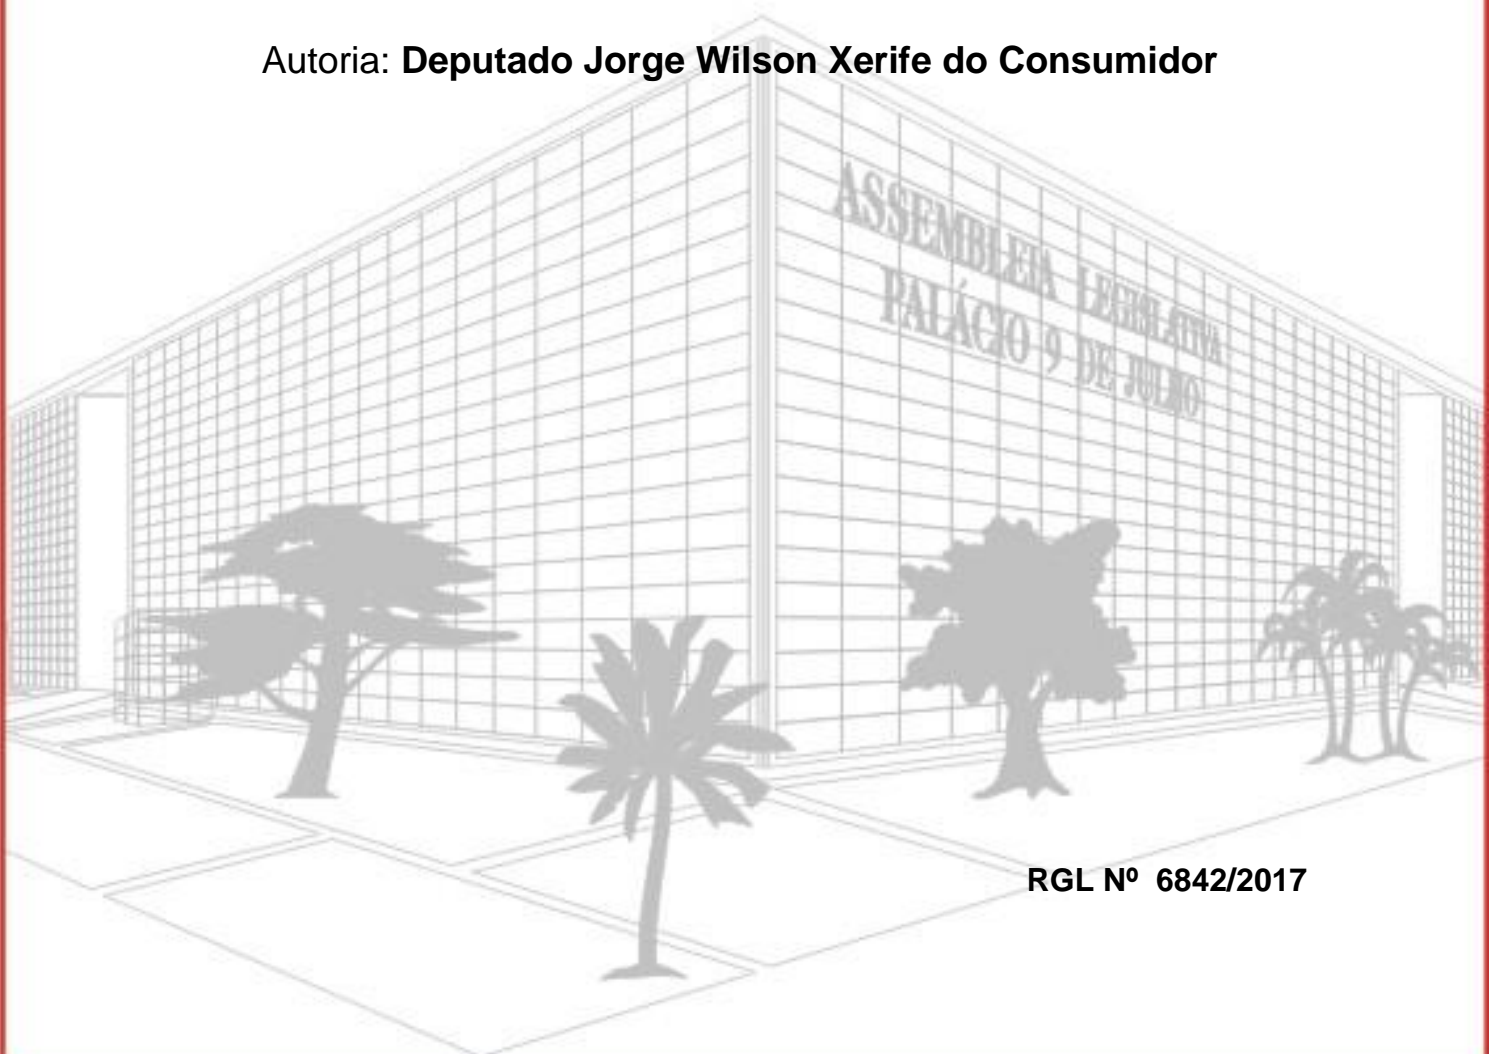 Autoria: Deputado Jorge Wilson Xerife do Consumidor
ASSEMBLEIA LEGISLATIVA
PALÁCIO 9 DE JULHO
RGL Nº 6842/2017